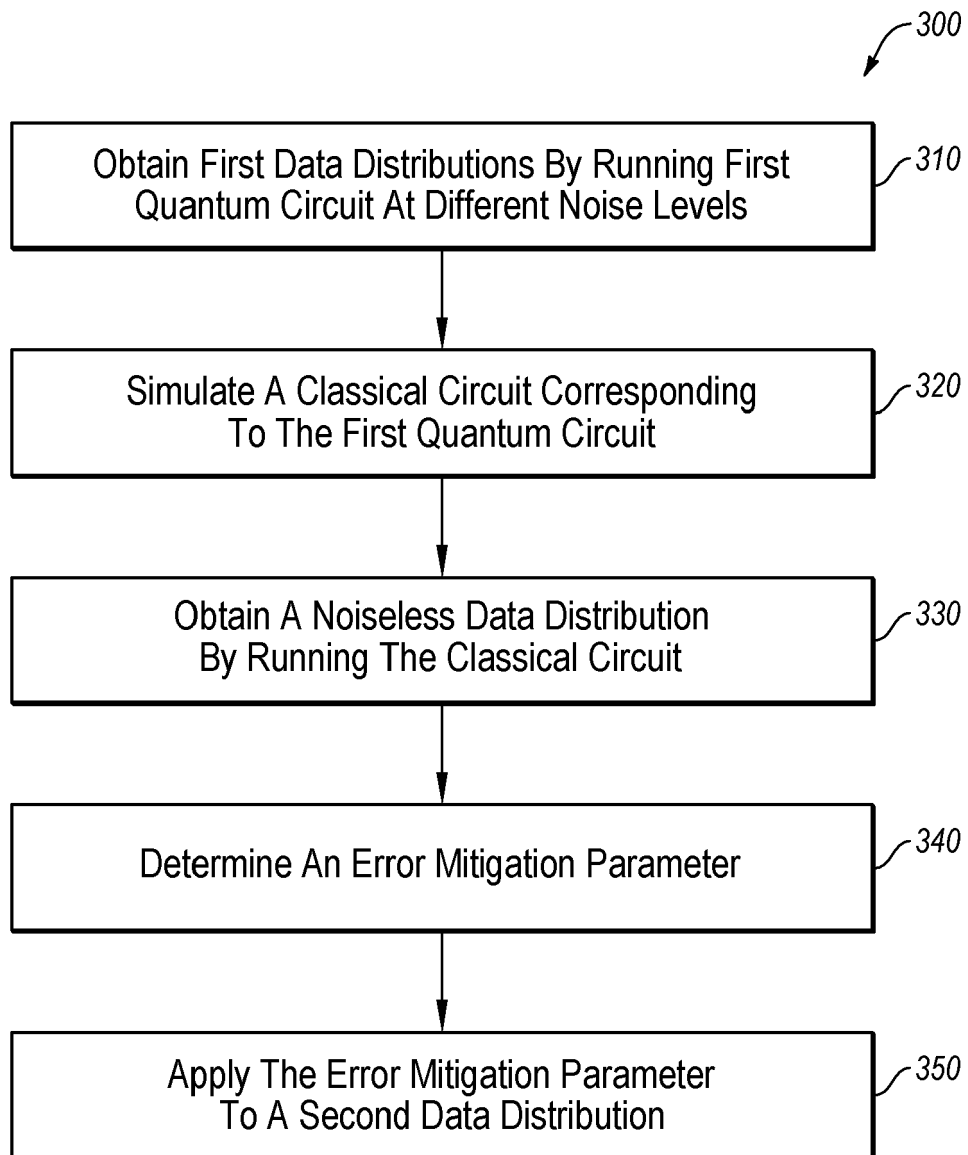 300
Obtain First Data Distributions By Running First
Quantum Circuit At Different Noise Levels
310
Simulate A Classical Circuit Corresponding
To The First Quantum Circuit
320
Obtain A Noiseless Data Distribution
By Running The Classical Circuit
330
Determine An Error Mitigation Parameter
340
Apply The Error Mitigation Parameter
To A Second Data Distribution
350